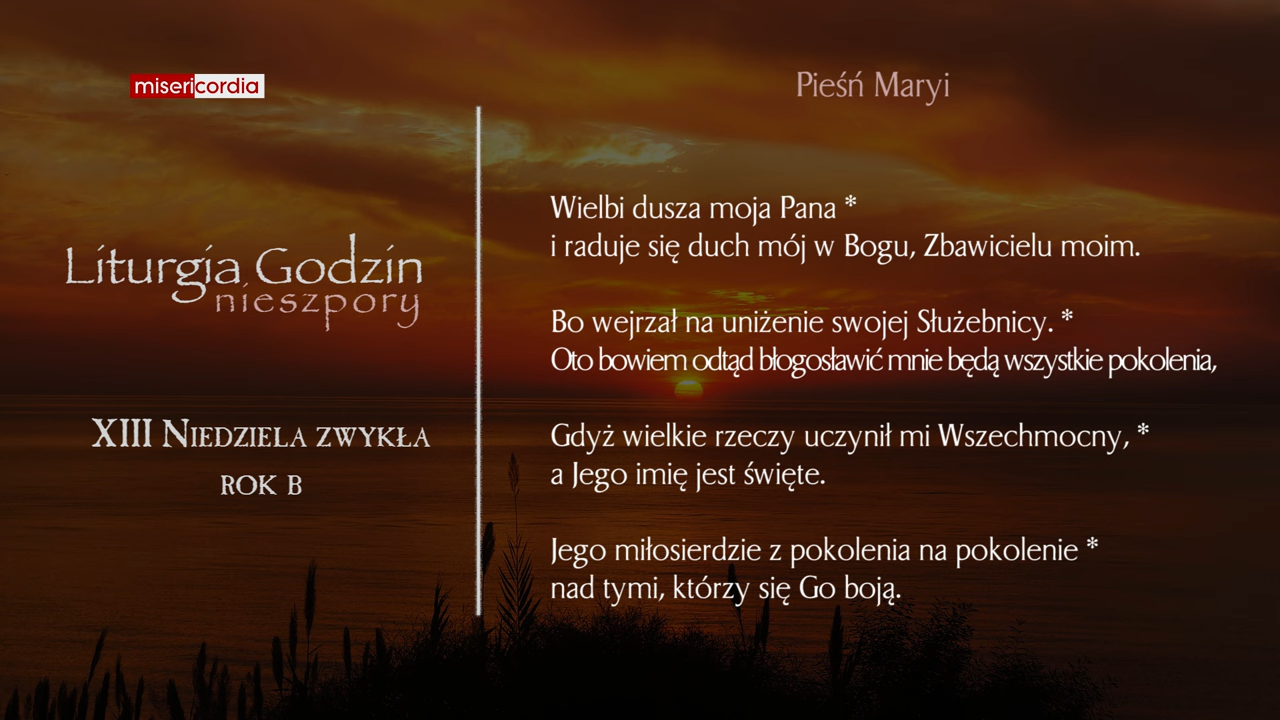 misericordia
Liturgia Godzin
nieszpory
XIII Niedziela zwykła
rok B
Pieśń Maryi
Wielbi dusza moja Pana *
i raduje się duch mój w Bogu, Zbawicielu moim.
Bo wejrzał na uniżenie swojej Służebnicy. *
Oto bowiem odtąd błogosławić mnie będą wszystkie pokolenia,
Gdyż wielkie rzeczy uczynił mi Wszechmocny, *
a Jego imię jest święte.
Jego miłosierdzie z pokolenia na pokolenie *
nad tymi, którzy się Go boją.